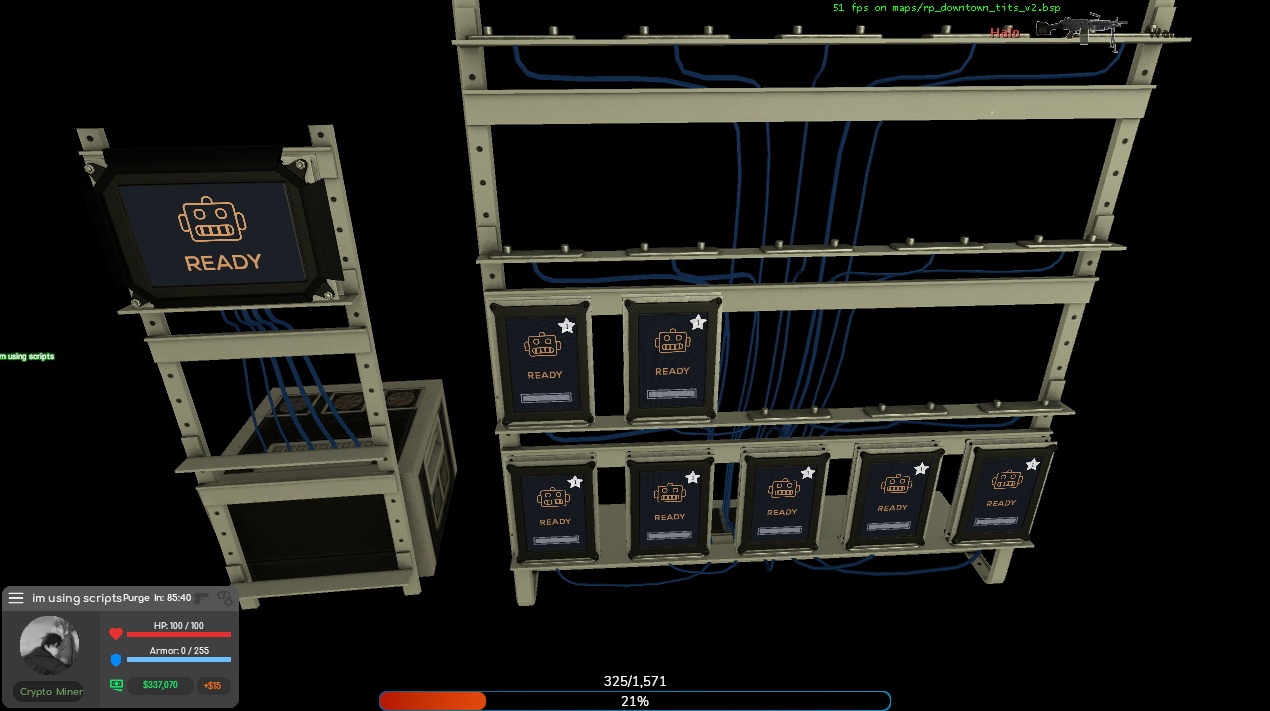 51 fps on maps/rp_downtown_tits_v2.bsp
Halo
READY
READY
READY
im using scripts
READY
READY
READY
READY
READY
im using scripts Purge In: 85:40
HP: 100 / 100
Armor: 0 / 255
$337,070 +$15
Crypto Miner
325/1,571
21%